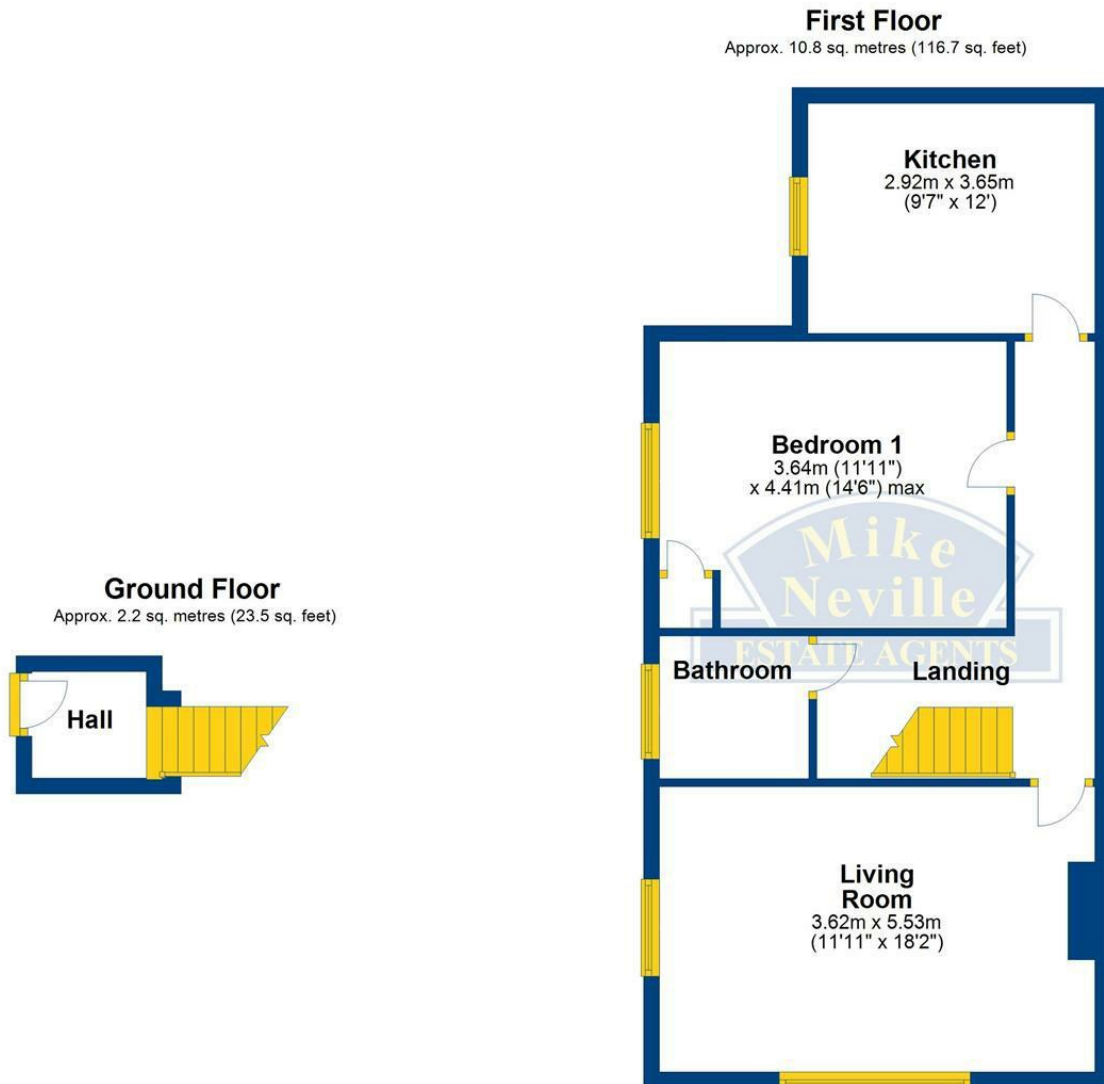 First Floor
Approx. 10.8 sq. metres (116.7 sq. feet)
Kitchen
2.92m x 3.65m
(9'7" x 12')
Bedroom 1
3.64m (11'11")
x 4.41m (14'6") max
Mike
Neville
ESTATE AGENTS
Ground Floor
Approx. 2.2 sq. metres (23.5 sq. feet)
Hall
Bathroom
Landing
Living
Room
3.62m x 5.53m
(11'11" x 18'2")